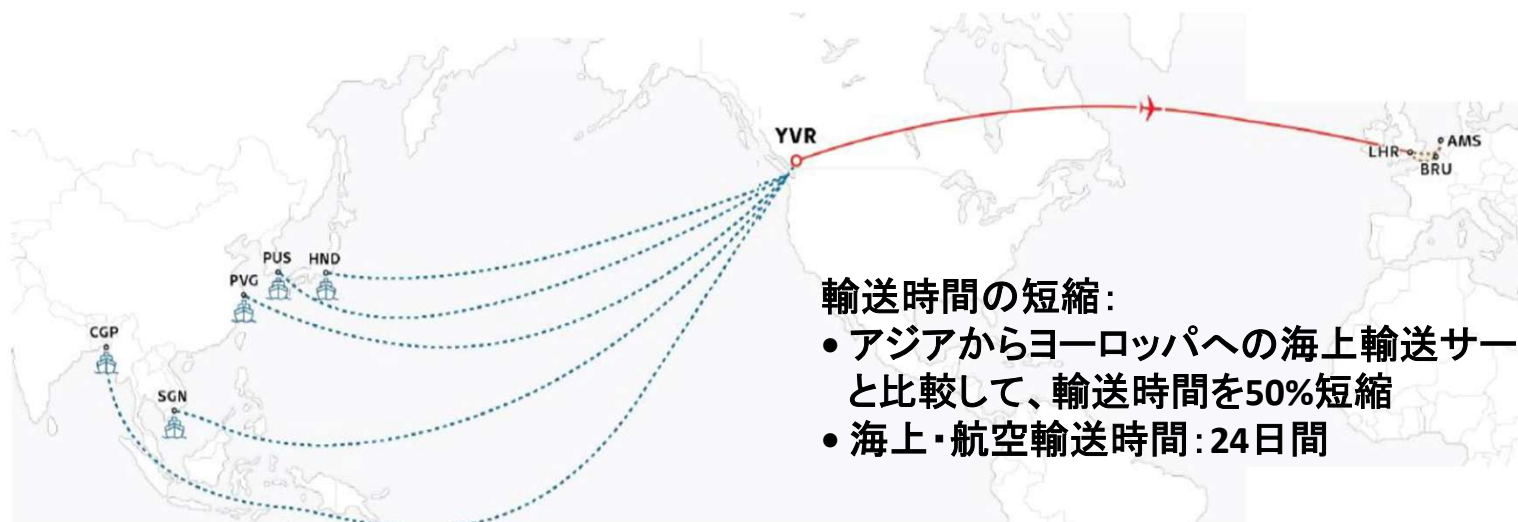 YVR
AMS
LHR
BRU
PUS
HND
PVG
CGP
SGN
輸送時間の短縮：
• アジアからヨーロッパへの海上輸送サー
と比較して、輸送時間を50%短縮
• 海上・航空輸送時間：24日間